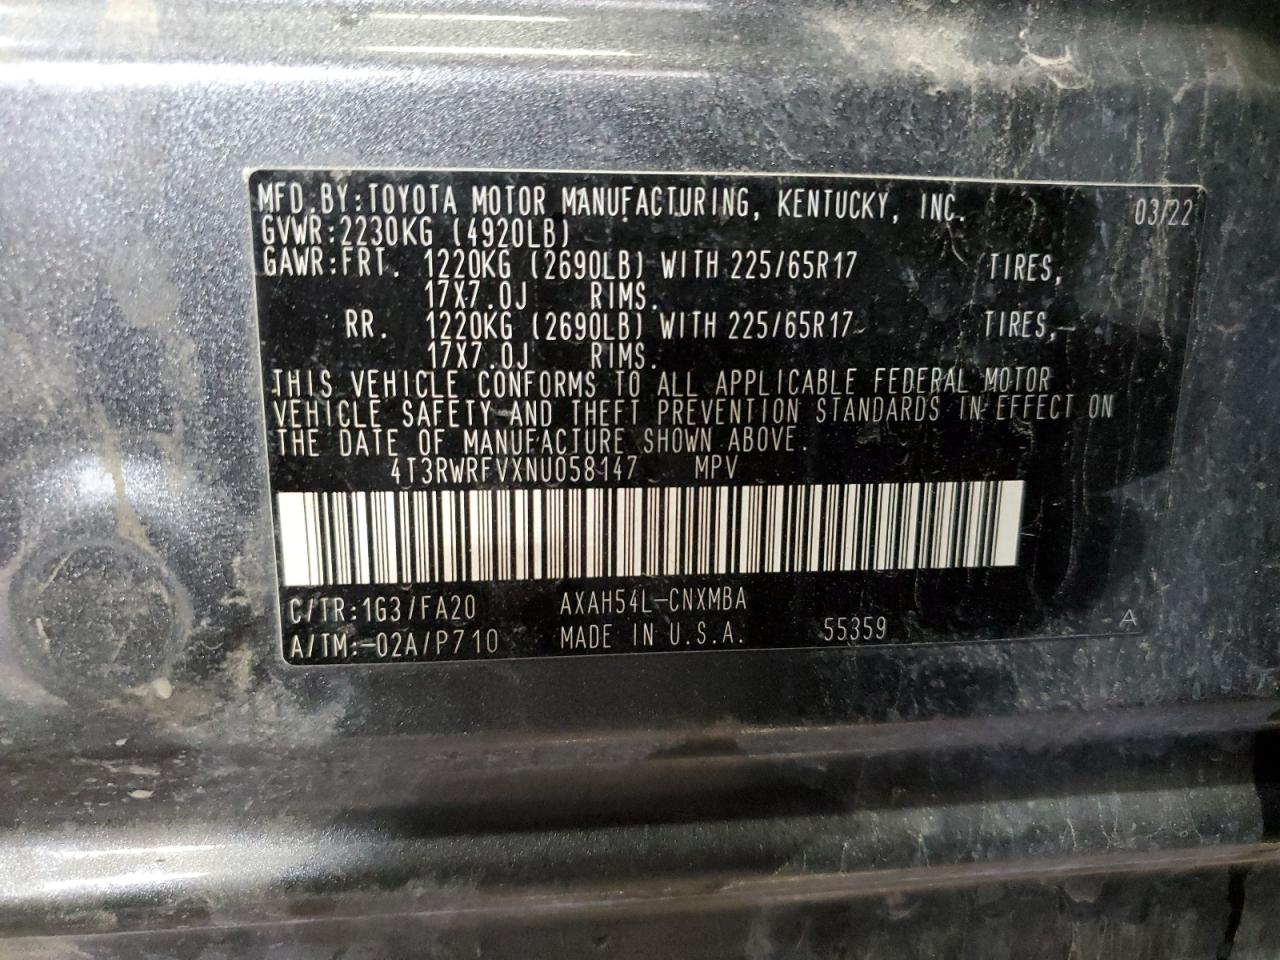 MFD.BY:TOYOTA MOTOR MANUFACTURING, KENTUCKY, INC. 03/22
GVWR:2230KG (4920LB)
GAWR:FRT. 1220KG (2690LB) WITH 225/65R17 TIRES,
17X7.0J RIMS.
RR. 1220KG (2690LB) WITH 225/65R17 TIRES,
17X7.0J RIMS.
THIS VEHICLE CONFORMS TO ALL APPLICABLE FEDERAL MOTOR
VEHICLE SAFETY AND THEFT PREVENTION STANDARDS IN EFFECT ON
THE DATE OF MANUFACTURE SHOWN ABOVE.
4T3RWRFVXNU058147 MPV
C/TR:1G3/FA20 AXAH54L-CNXMBA
A/TM:-02A/P710 MADE IN U.S.A. 55359 A